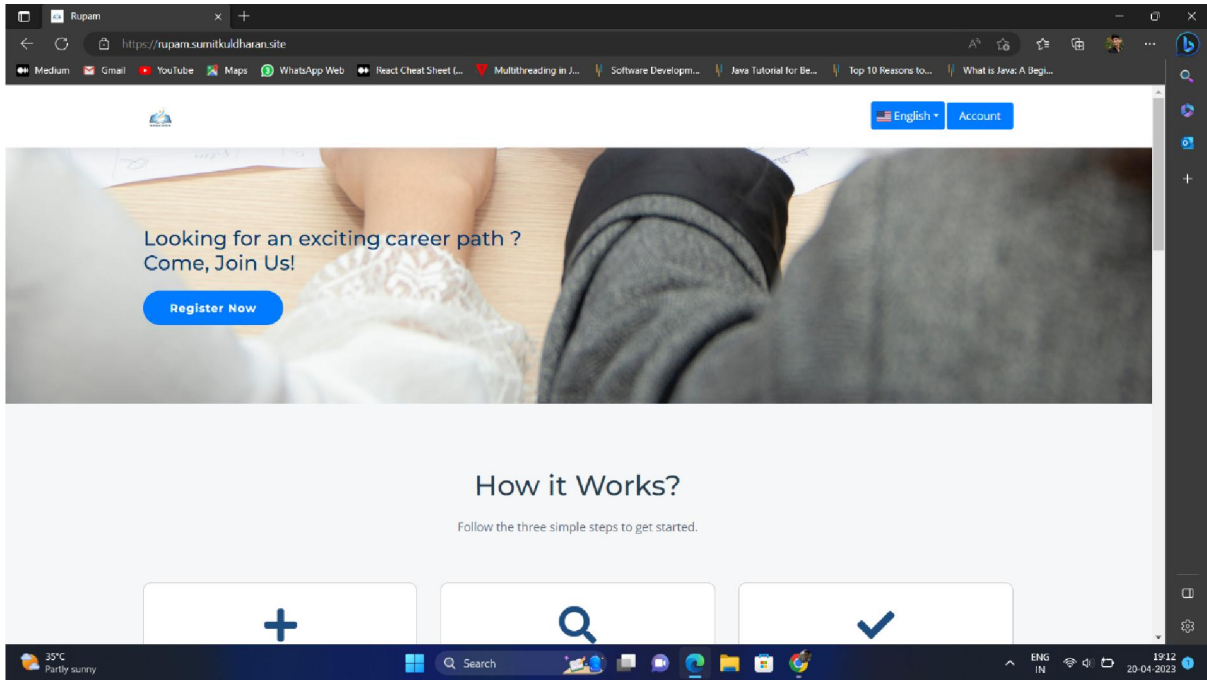 Rupam
https://rupam.sumitkuldharan.site
Medium Gmail YouTube Maps WhatsApp Web React Cheat Sheet (... Multithreading in J... Software Developm... Java Tutorial for Be... Top 10 Reasons to... What is Java: A Begi...
English Account
Looking for an exciting career path ?
Come, Join Us!
Register Now
How it Works?
Follow the three simple steps to get started.
35°C
Partly sunny
Search
ENG
IN
19:12
20-04-2023
1